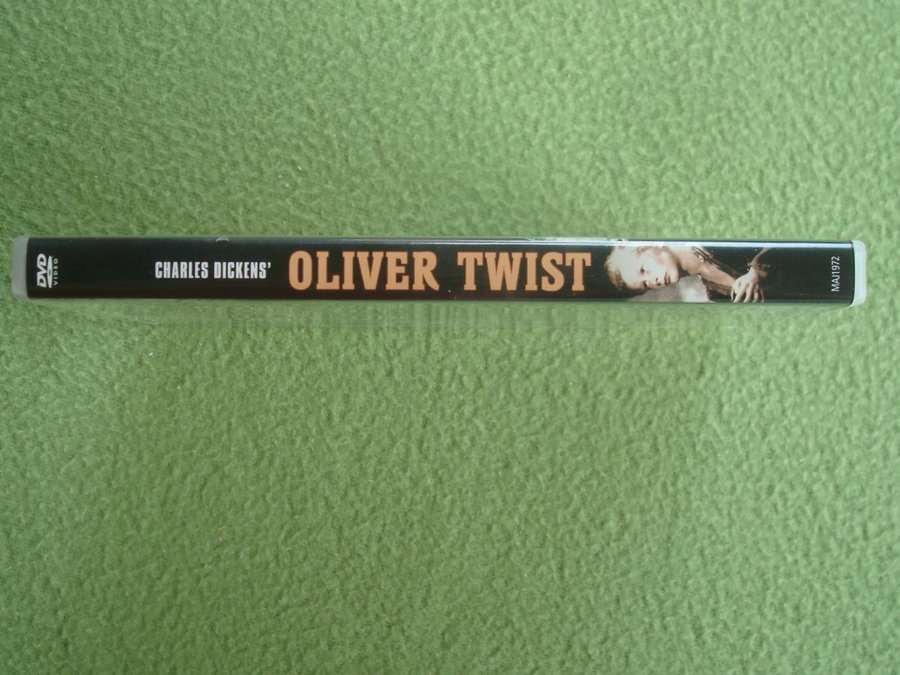 DVD
VIDEO
CHARLES DICKENS' OLIVER TWIST
MAJ1972